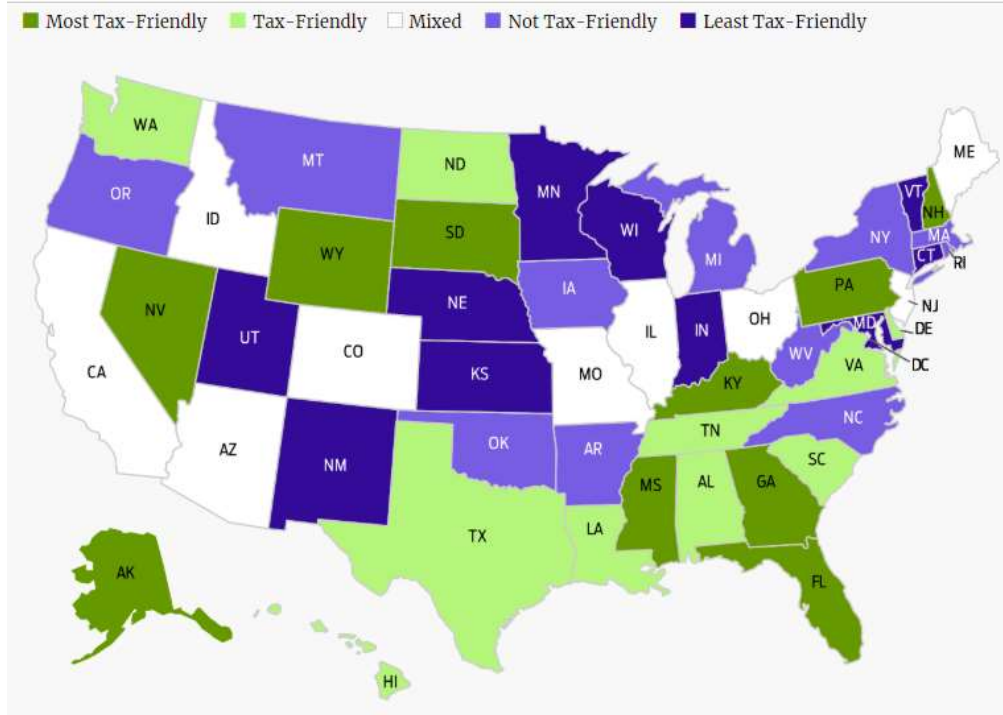 Most Tax-Friendly Tax-Friendly Mixed Not Tax-Friendly Least Tax-Friendly
WA
MT
ND
MN
ME
OR
ID
SD
WI
VT
NH
WY
MI
NY
MA
CT
RI
NV
NE
IA
PA
UT
IL
IN
OH
NJ
CA
CO
KS
MO
WV
MD
DE
VA
DC
KY
AZ
NM
OK
AR
TN
NC
SC
MS
AL
GA
TX
LA
AK
FL
HI